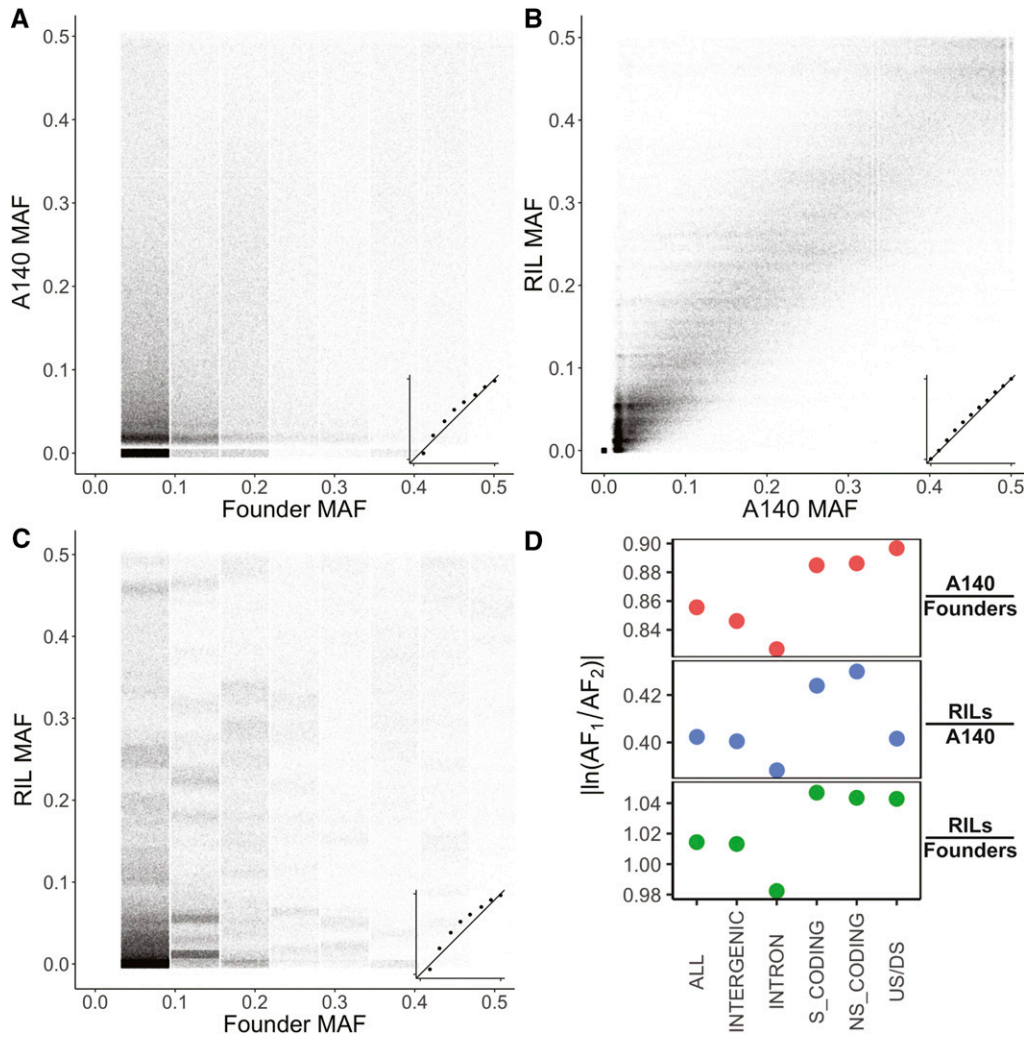 A
0.5
0.4
0.3
0.2
0.1
0.0
A140 MAF
0.0 0.1 0.2 0.3 0.4 0.5
Founder MAF
B
0.5
0.4
0.3
0.2
0.1
0.0
RIL MAF
0.0 0.1 0.2 0.3 0.4 0.5
A140 MAF
C
0.5
0.4
0.3
0.2
0.1
0.0
RIL MAF
0.0 0.1 0.2 0.3 0.4 0.5
Founder MAF
D
|ln(AF₁/AF₂)|
0.90
0.88
0.86
0.84
A140
Founders
0.42
0.40
RILs
A140
1.04
1.02
1.00
0.98
RILs
Founders
ALL
INTERGENIC
INTRON
S_CODING
NS_CODING
US/DS